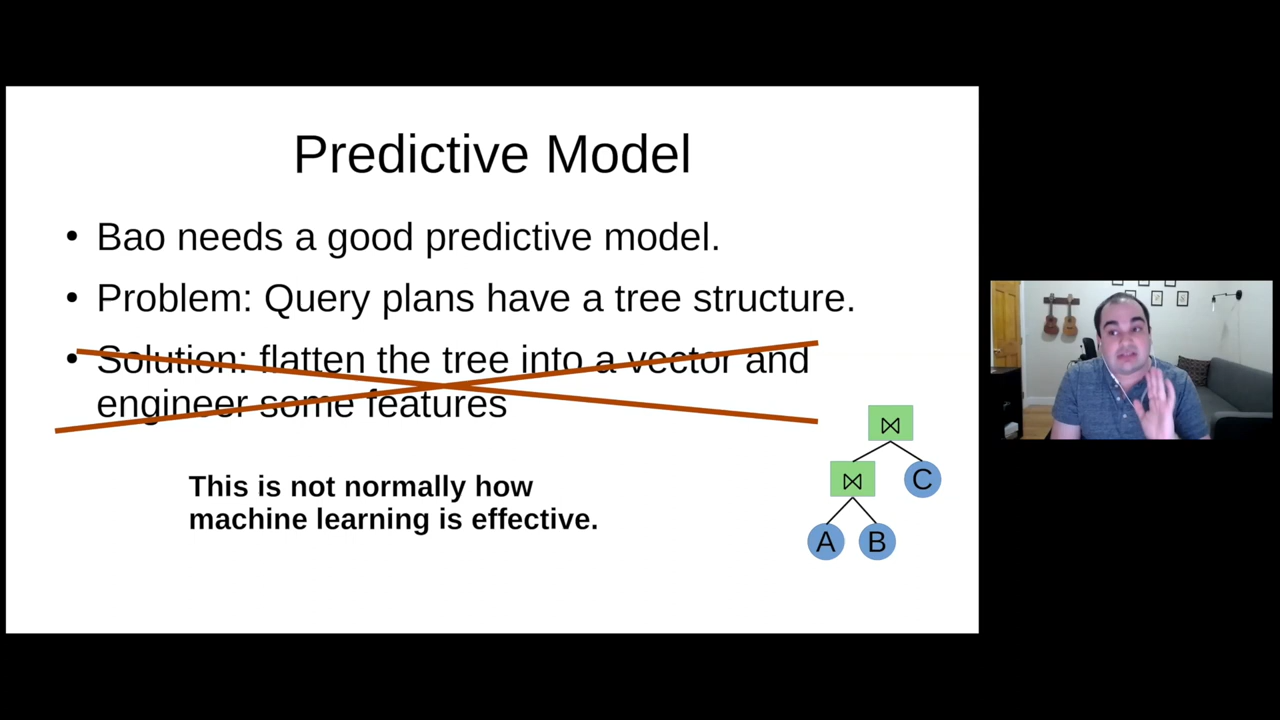 Predictive Model
• Bao needs a good predictive model.
• Problem: Query plans have a tree structure.
• Solution: flatten the tree into a vector and
engineer some features
⋈
⋈ C
This is not normally how
machine learning is effective.
A B